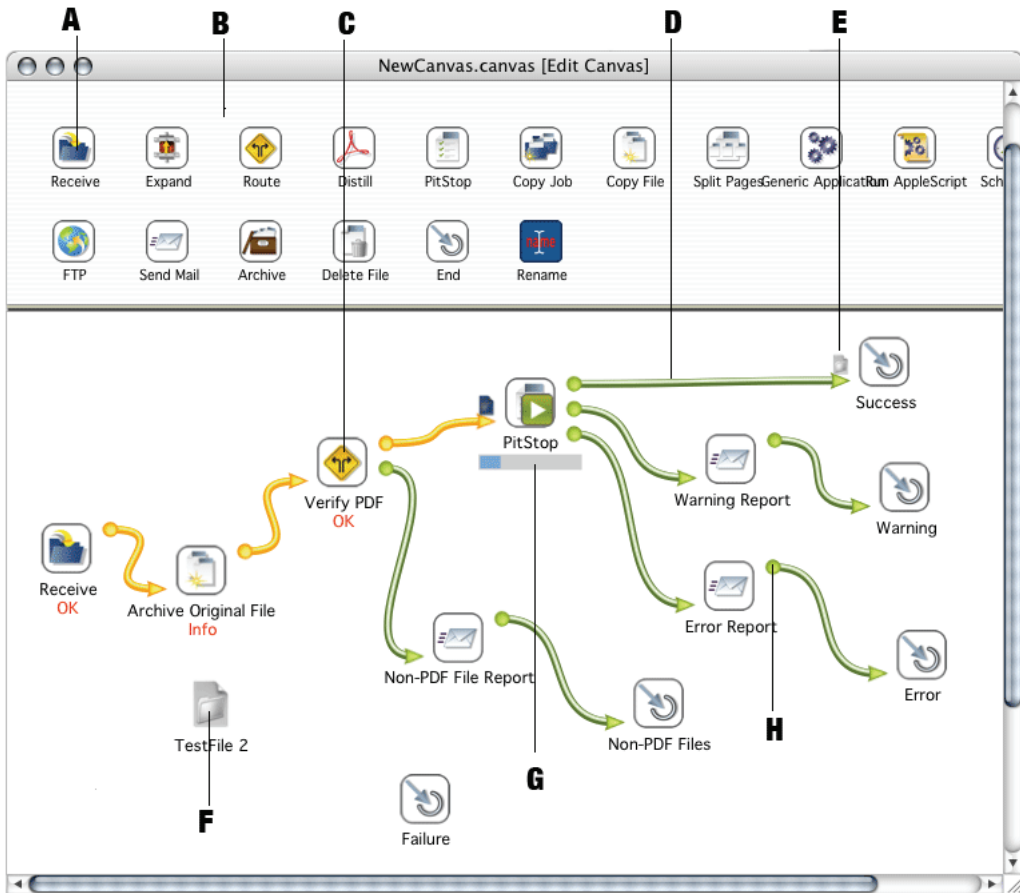 A B C D E
NewCanvas.canvas [Edit Canvas]
Receive Expand Route Distill PitStop Copy Job Copy File Split Pages Generic Application Run AppleScript Sch
FTP Send Mail Archive Delete File End Rename
Success
PitStop
Warning Report
Verify PDF
OK
Warning
Receive
OK
Archive Original File
Info
Error Report
Non-PDF File Report
Error
TestFile 2
Non-PDF Files
H
G
F
Failure